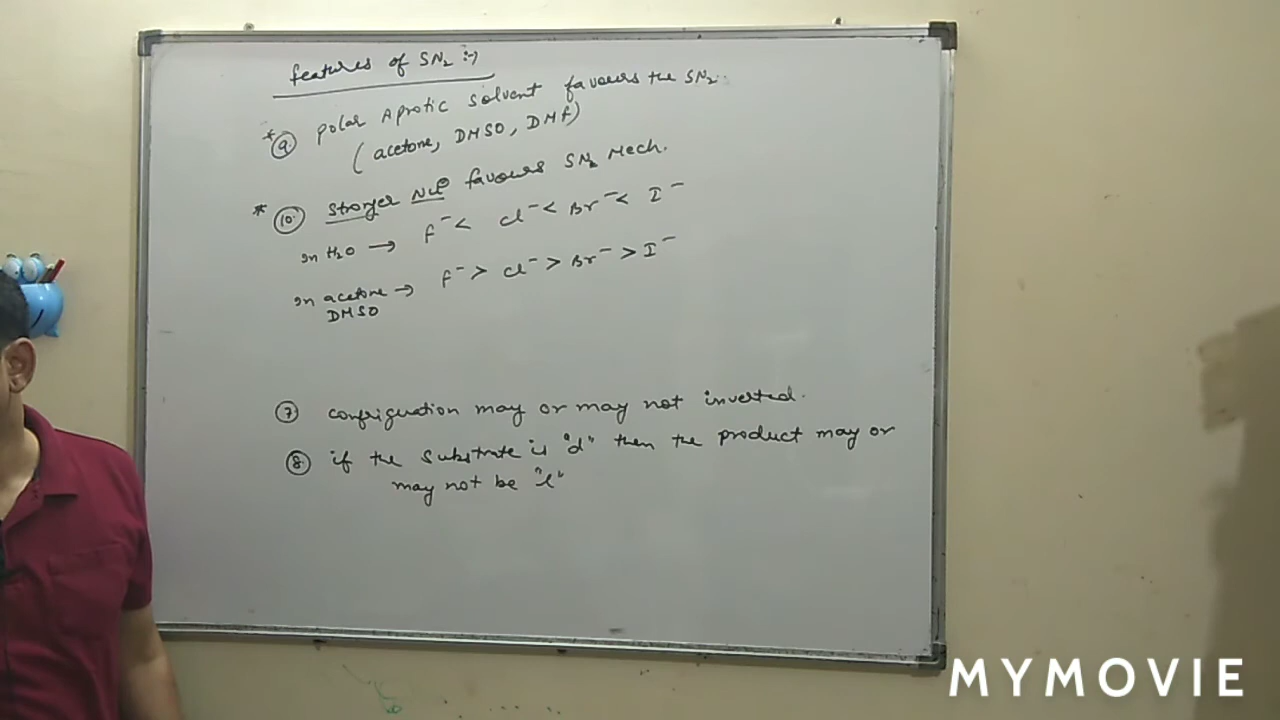 features of SN2 :-)
* 9 Polar Aprotic Solvent favours the SN2.
(acetone, DMSO, DMf)
* 10. Stronger Nu⊖ favours SN2 Mech.
In H2O → F⁻ < Cl⁻ < Br⁻ < I⁻
In acetone → F⁻ > Cl⁻ > Br⁻ > I⁻
DMSO
7 configuration may or may not inverted.
8. if the substrate is "d" then the product may or
may not be "l"
MYMOVIE